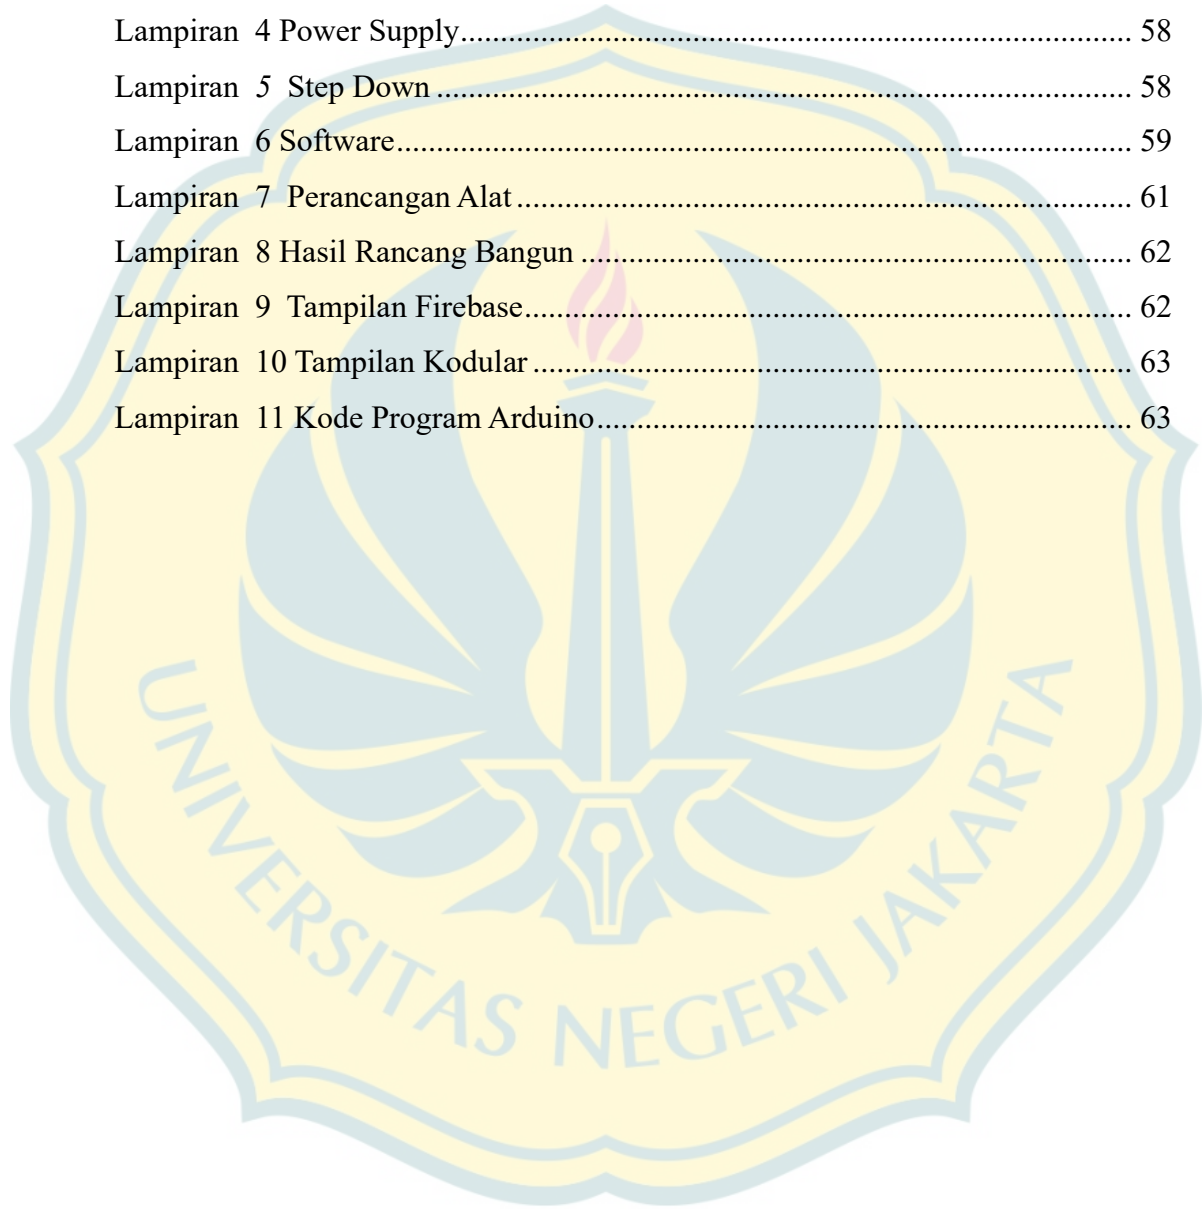 Lampiran  4 Power Supply.................................................................................... 58
Lampiran  5  Step Down ....................................................................................... 58
Lampiran  6 Software............................................................................................ 59
Lampiran  7  Perancangan Alat ............................................................................. 61
Lampiran  8 Hasil Rancang Bangun ..................................................................... 62
Lampiran  9  Tampilan Firebase............................................................................ 62
Lampiran  10 Tampilan Kodular ........................................................................... 63
Lampiran  11 Kode Program Arduino................................................................... 63
UNIVERSITAS NEGERI JAKARTA